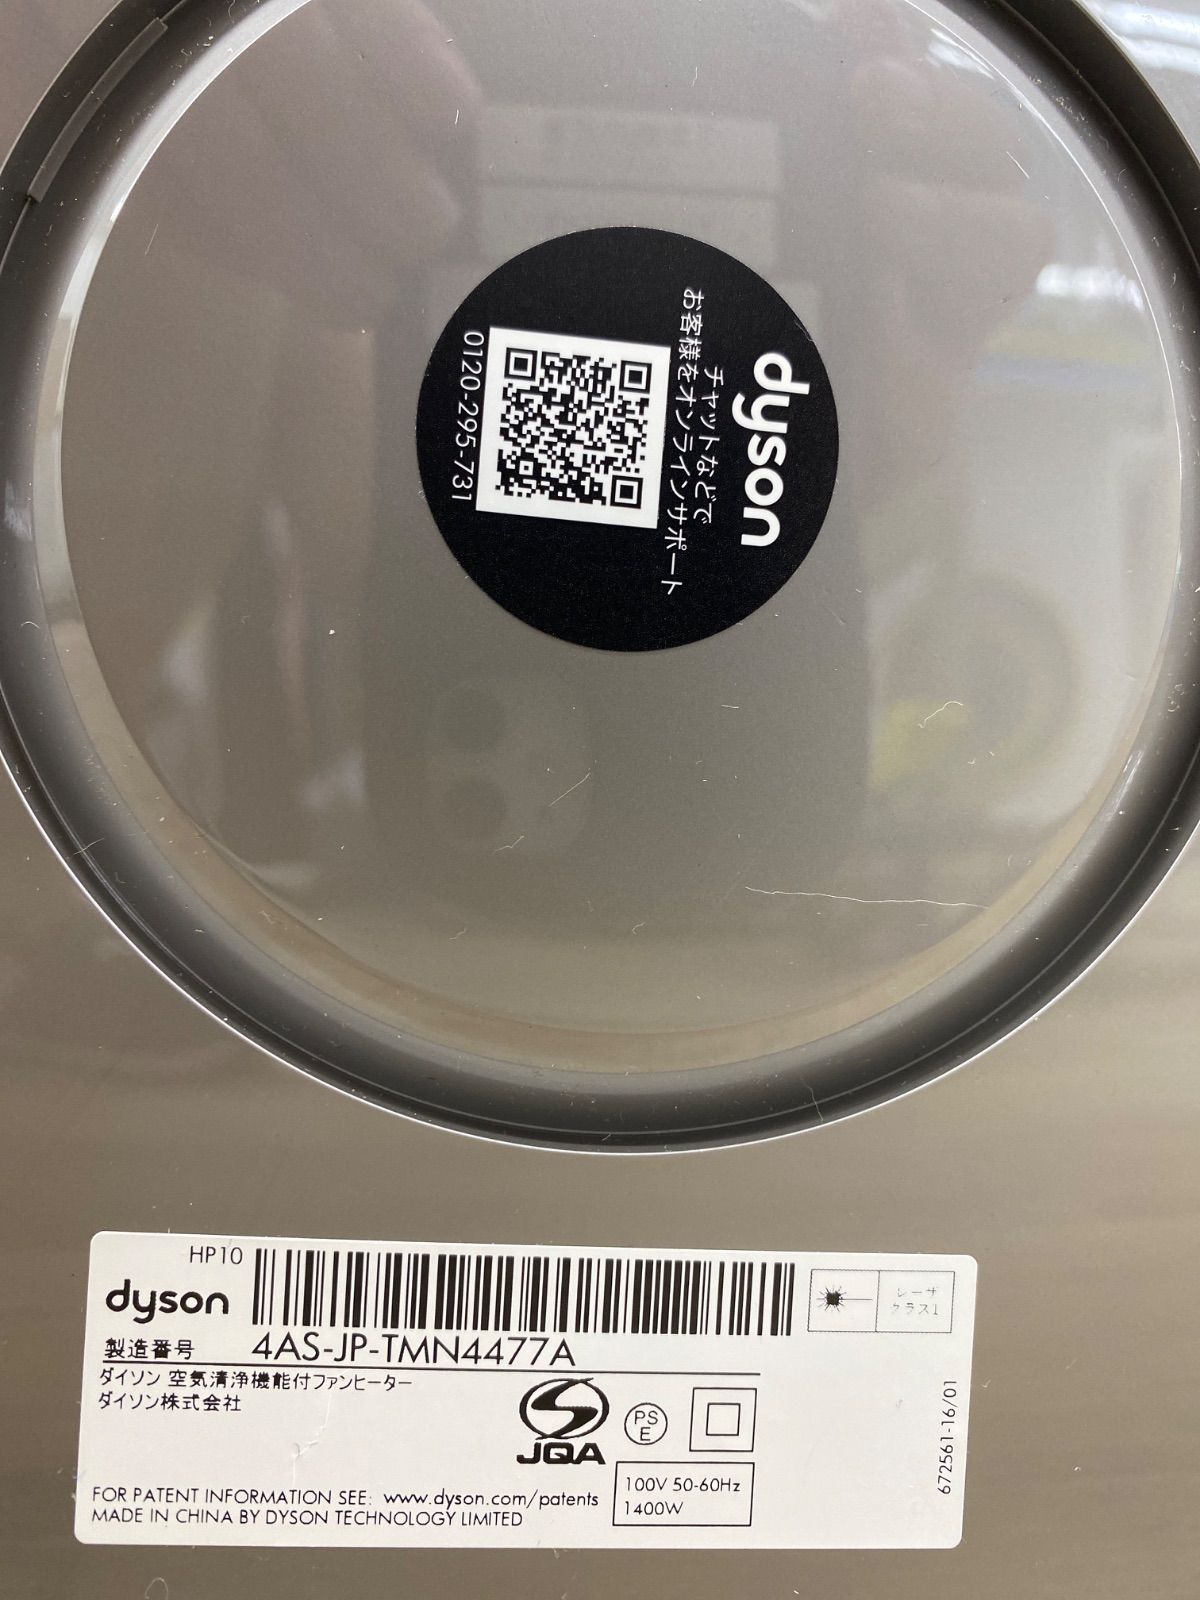 dyson
チャットなどで
お客様をオンラインサポート
0120-295-731
HP10
dyson
製造番号 4AS-JP-TMN4477A
レーザ
クラス1
ダイソン 空気清浄機能付ファンヒーター
ダイソン株式会社
JQA
PS
E
100V 50-60Hz
1400W
FOR PATENT INFORMATION SEE: www.dyson.com/patents
MADE IN CHINA BY DYSON TECHNOLOGY LIMITED
672561-16/01